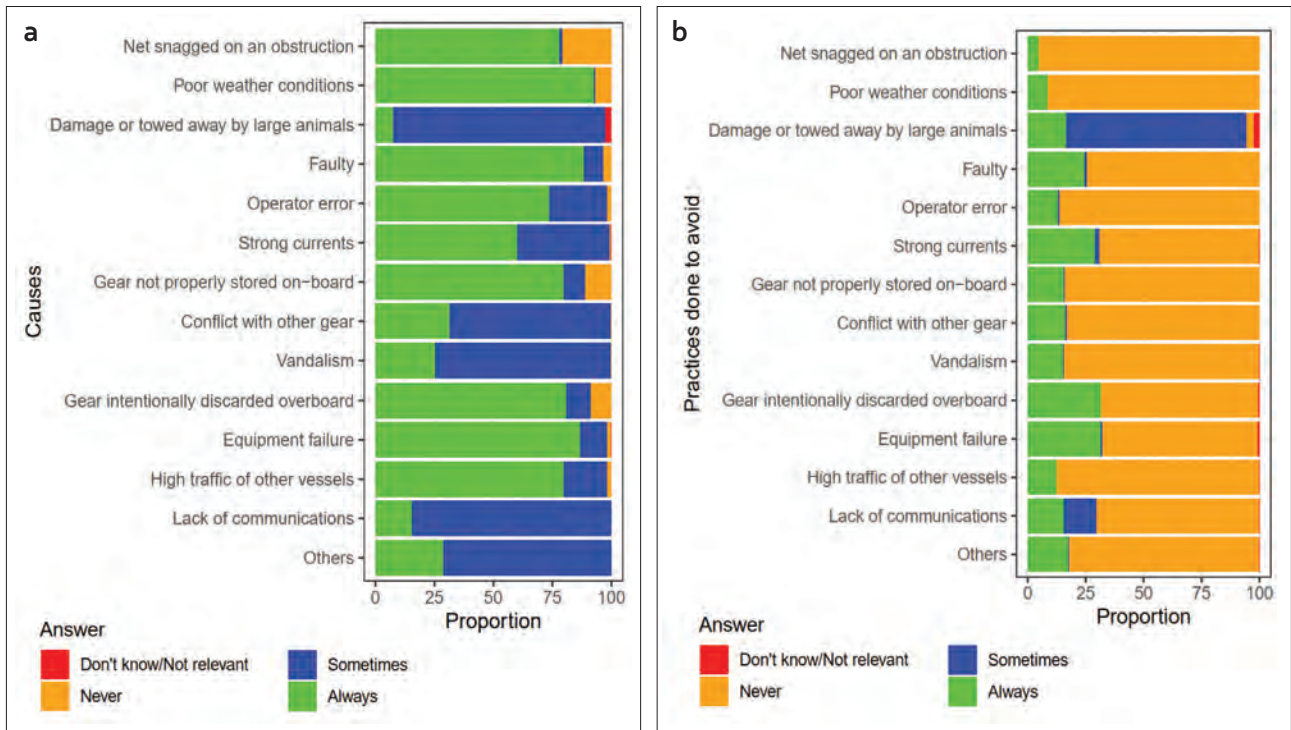 a
Causes
Net snagged on an obstruction
Poor weather conditions
Damage or towed away by large animals
Faulty
Operator error
Strong currents
Gear not properly stored on-board
Conflict with other gear
Vandalism
Gear intentionally discarded overboard
Equipment failure
High traffic of other vessels
Lack of communications
Others
0 25 50 75 100
Proportion
Answer
Don't know/Not relevant Sometimes
Never Always
b
Practices done to avoid
Net snagged on an obstruction
Poor weather conditions
Damage or towed away by large animals
Faulty
Operator error
Strong currents
Gear not properly stored on-board
Conflict with other gear
Vandalism
Gear intentionally discarded overboard
Equipment failure
High traffic of other vessels
Lack of communications
Others
0 25 50 75 100
Proportion
Answer
Don't know/Not relevant Sometimes
Never Always